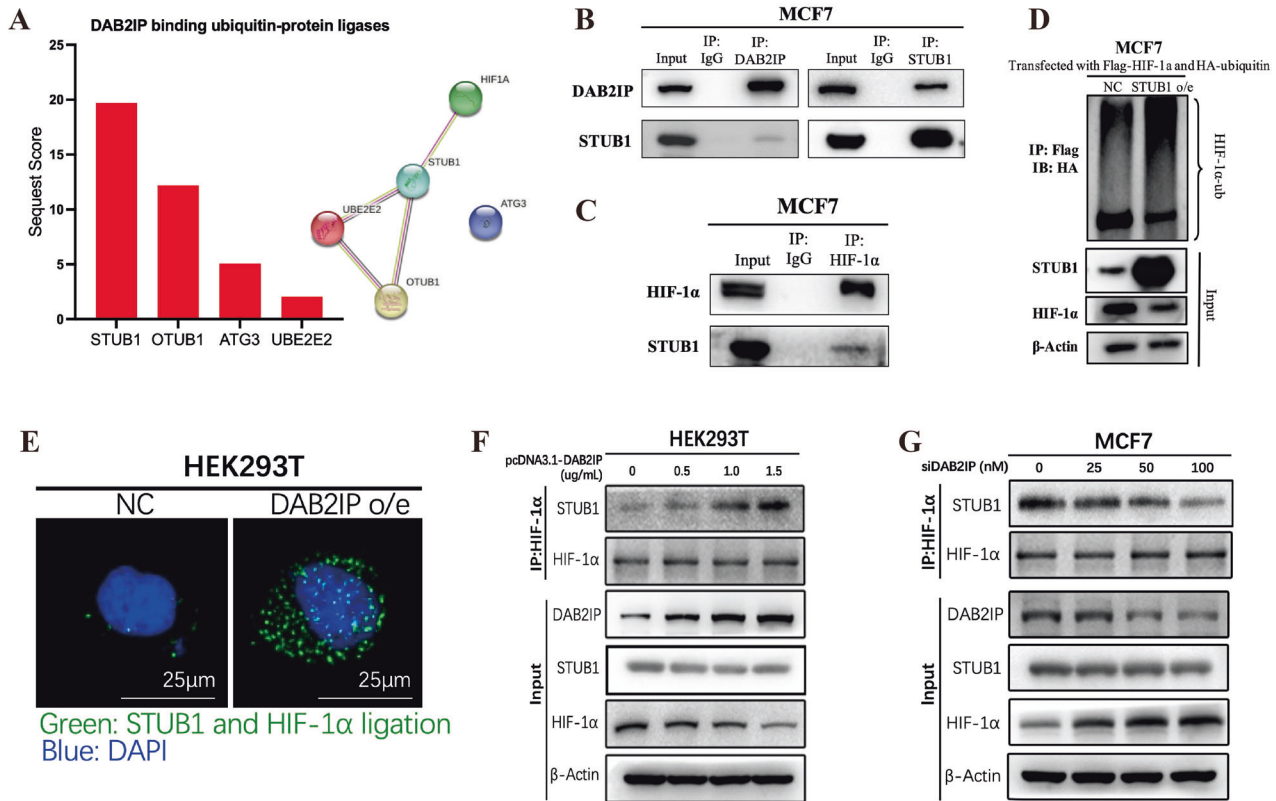 A
DAB2IP binding ubiquitin-protein ligases
Sequest Score
25
20
15
10
5
0
STUB1 OTUB1 ATG3 UBE2E2
HIF1A
STUB1
UBE2E2
ATG3
OTUB1
B
MCF7
Input IP: IgG IP: DAB2IP Input IP: IgG IP: STUB1
DAB2IP
STUB1
C
MCF7
Input IP: IgG IP: HIF-1α
HIF-1α
STUB1
D
MCF7
Transfected with Flag-HIF-1a and HA-ubiquitin
NC STUB1 o/e
IP: Flag
IB: HA
HIF-1α-ub
STUB1
HIF-1α
β-Actin
Input
E
HEK293T
NC DAB2IP o/e
25μm 25μm
Green: STUB1 and HIF-1α ligation
Blue: DAPI
F
HEK293T
pcDNA3.1-DAB2IP
(ug/mL)
0 0.5 1.0 1.5
IP:HIF-1α
STUB1
HIF-1α
Input
DAB2IP
STUB1
HIF-1α
β-Actin
G
MCF7
siDAB2IP (nM) 0 25 50 100
IP:HIF-1α
STUB1
HIF-1α
Input
DAB2IP
STUB1
HIF-1α
β-Actin